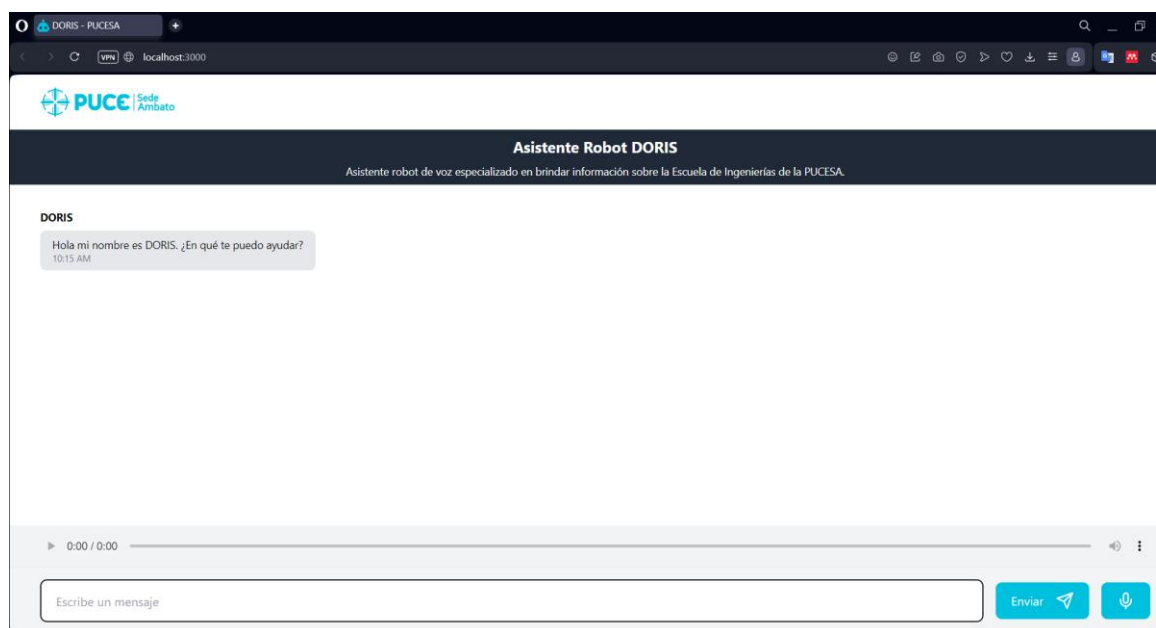 DORIS - PUCESA
VPN localhost:3000
PUCE Sede
Ambato
Asistente Robot DORIS
Asistente robot de voz especializado en brindar información sobre la Escuela de Ingenierías de la PUCESA.
DORIS
Hola mi nombre es DORIS. ¿En qué te puedo ayudar?
10:15 AM
0:00 / 0:00
Escribe un mensaje
Enviar